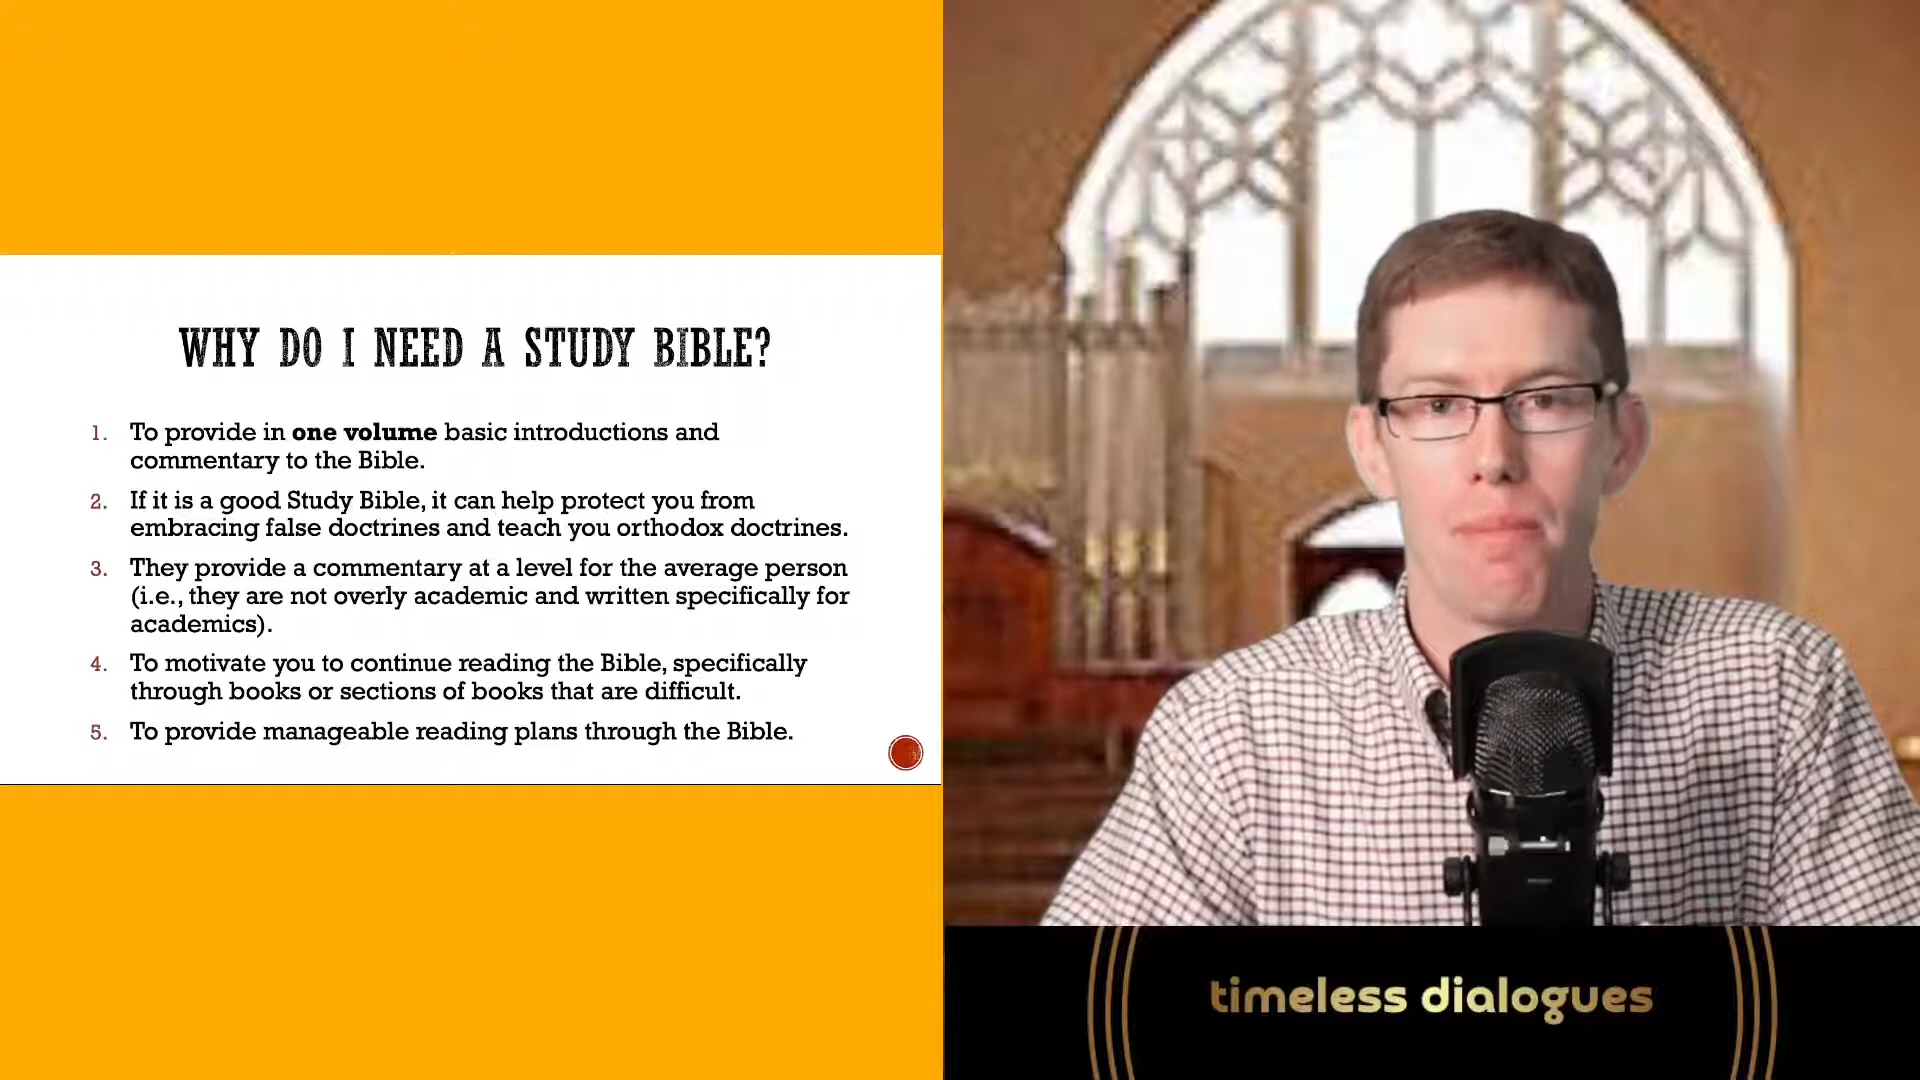 WHY DO I NEED A STUDY BIBLE?
1. To provide in one volume basic introductions and
commentary to the Bible.
2. If it is a good Study Bible, it can help protect you from
embracing false doctrines and teach you orthodox doctrines.
3. They provide a commentary at a level for the average person
(i.e., they are not overly academic and written specifically for
academics).
4. To motivate you to continue reading the Bible, specifically
through books or sections of books that are difficult.
5. To provide manageable reading plans through the Bible.
timeless dialogues